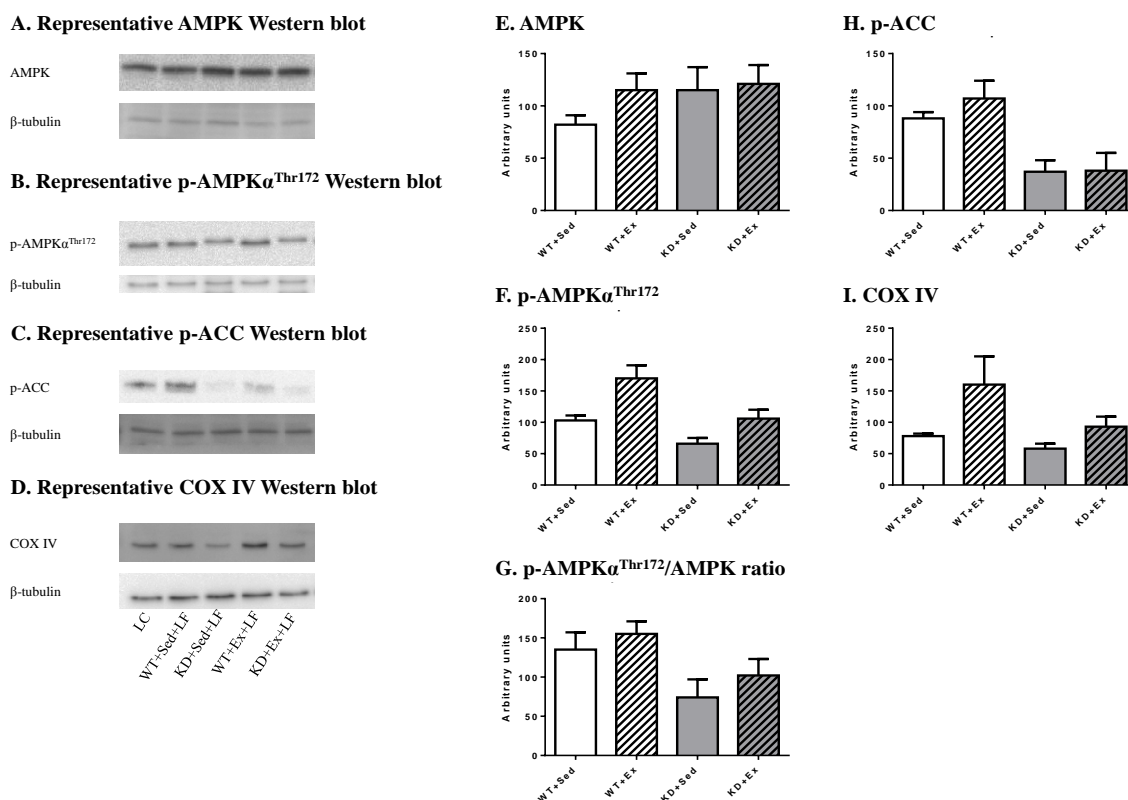 A. Representative AMPK Western blot
AMPK
β-tubulin
B. Representative p-AMPKα^Thr172 Western blot
p-AMPKα^Thr172
β-tubulin
C. Representative p-ACC Western blot
p-ACC
β-tubulin
D. Representative COX IV Western blot
COX IV
β-tubulin
LC
WT+Sed+LF
KD+Sed+LF
WT+Ex+LF
KD+Ex+LF
E. AMPK
Arbitrary units
150
100
50
0
WT+Sed
WT+Ex
KD+Sed
KD+Ex
F. p-AMPKα^Thr172
Arbitrary units
250
200
150
100
50
0
WT+Sed
WT+Ex
KD+Sed
KD+Ex
G. p-AMPKα^Thr172/AMPK ratio
Arbitrary units
200
150
100
50
0
WT+Sed
WT+Ex
KD+Sed
KD+Ex
H. p-ACC
Arbitrary units
150
100
50
0
WT+Sed
WT+Ex
KD+Sed
KD+Ex
I. COX IV
Arbitrary units
250
200
150
100
50
0
WT+Sed
WT+Ex
KD+Sed
KD+Ex